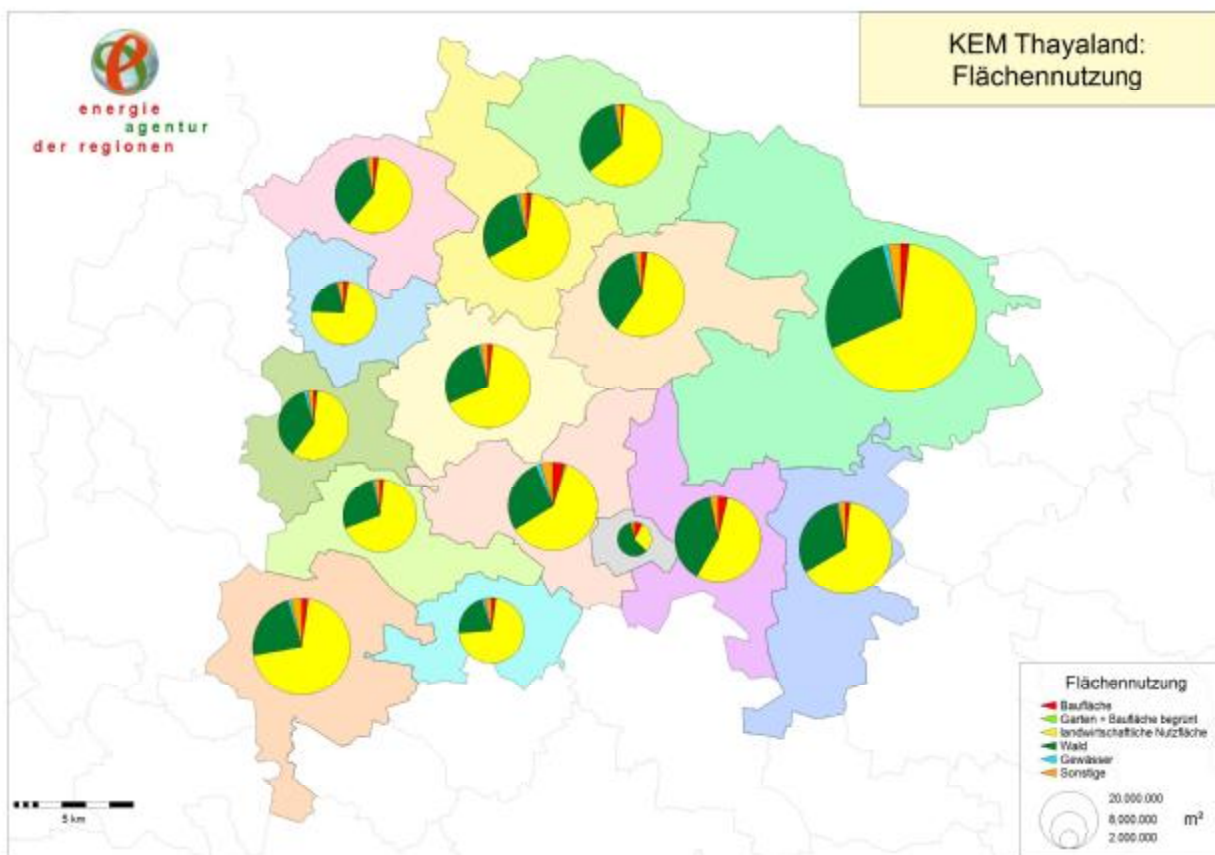 energie
agentur
der regionen
KEM Thayaland:
Flächennutzung
Flächennutzung
Baufläche
Garten + Baufläche begrünt
landwirtschaftliche Nutzfläche
Wald
Gewässer
Sonstige
20.000.000
8.000.000
2.000.000
m²
5 km